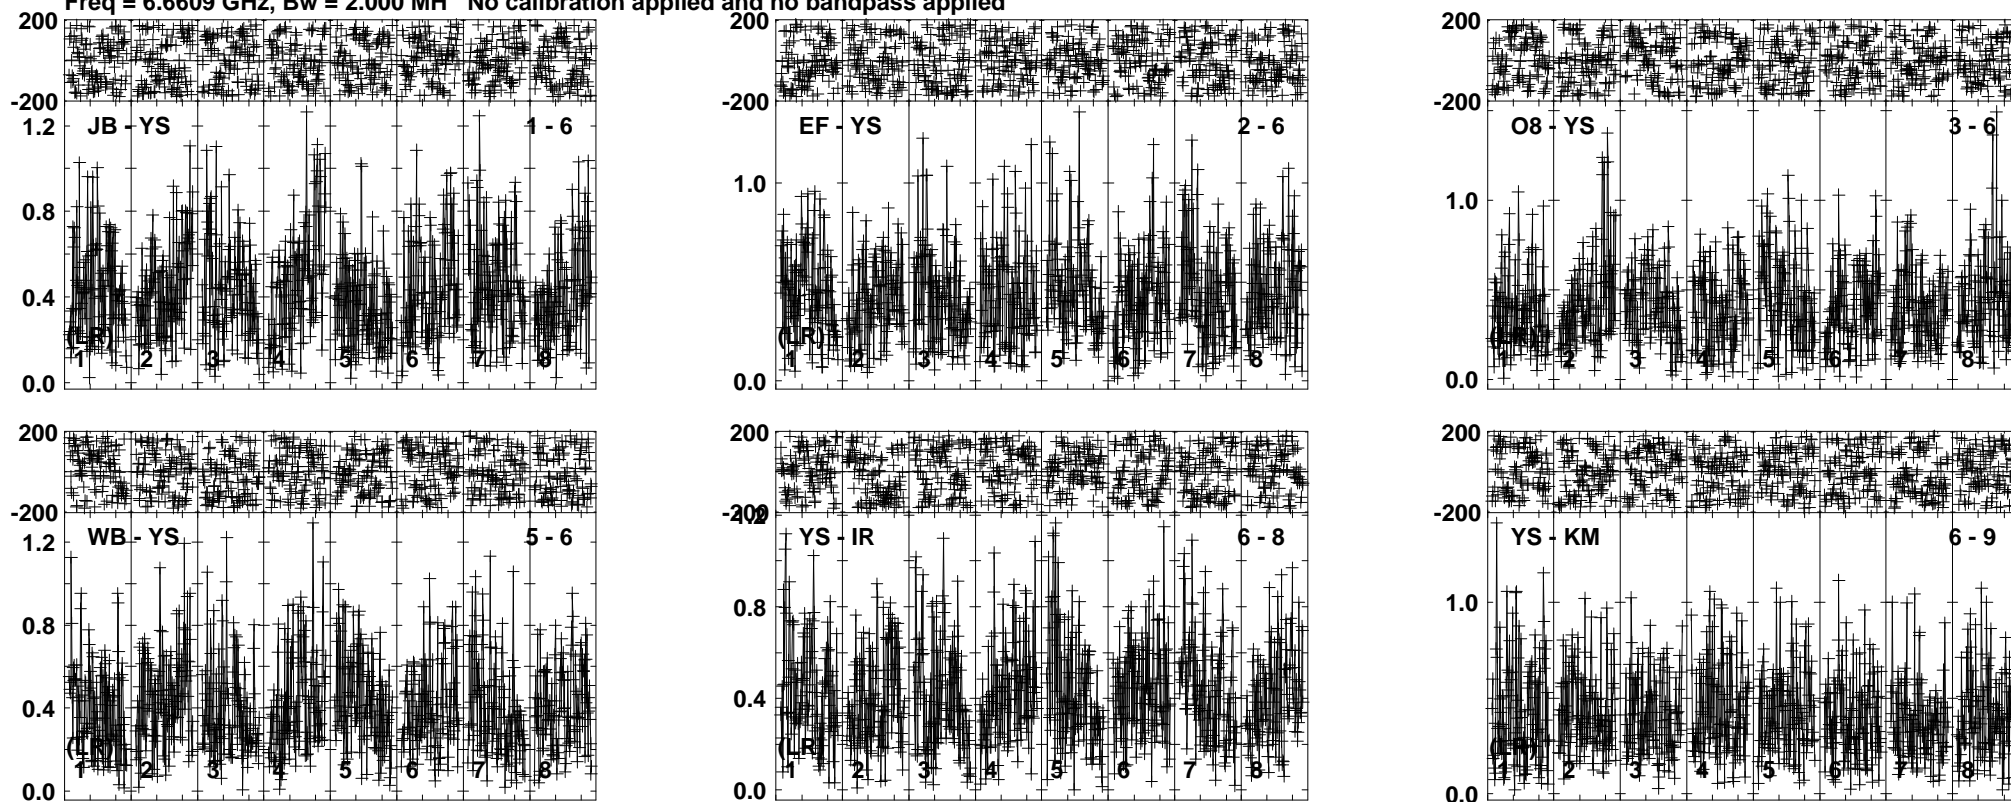 Freq = 6.6609 GHz, Bw = 2.000 MH No calibration applied and no bandpass applied
200
-200
1.2
0.8
0.4
0.0
JB - YS
1 - 6
(LR)
1 2 3 4 5 6 7 8
200
-200
1.0
0.0
EF - YS
2 - 6
(LR)
1 2 3 4 5 6 7 8
200
-200
1.0
0.0
O8 - YS
3 - 6
(LR)
1 2 3 4 5 6 7 8
200
-200
1.2
0.8
0.4
0.0
WB - YS
5 - 6
(LR)
1 2 3 4 5 6 7 8
200
-200
1.2
0.8
0.4
0.0
YS - IR
6 - 8
(LR)
1 2 3 4 5 6 7 8
200
-200
1.0
0.0
YS - KM
6 - 9
(LR)
1 2 3 4 5 6 7 8